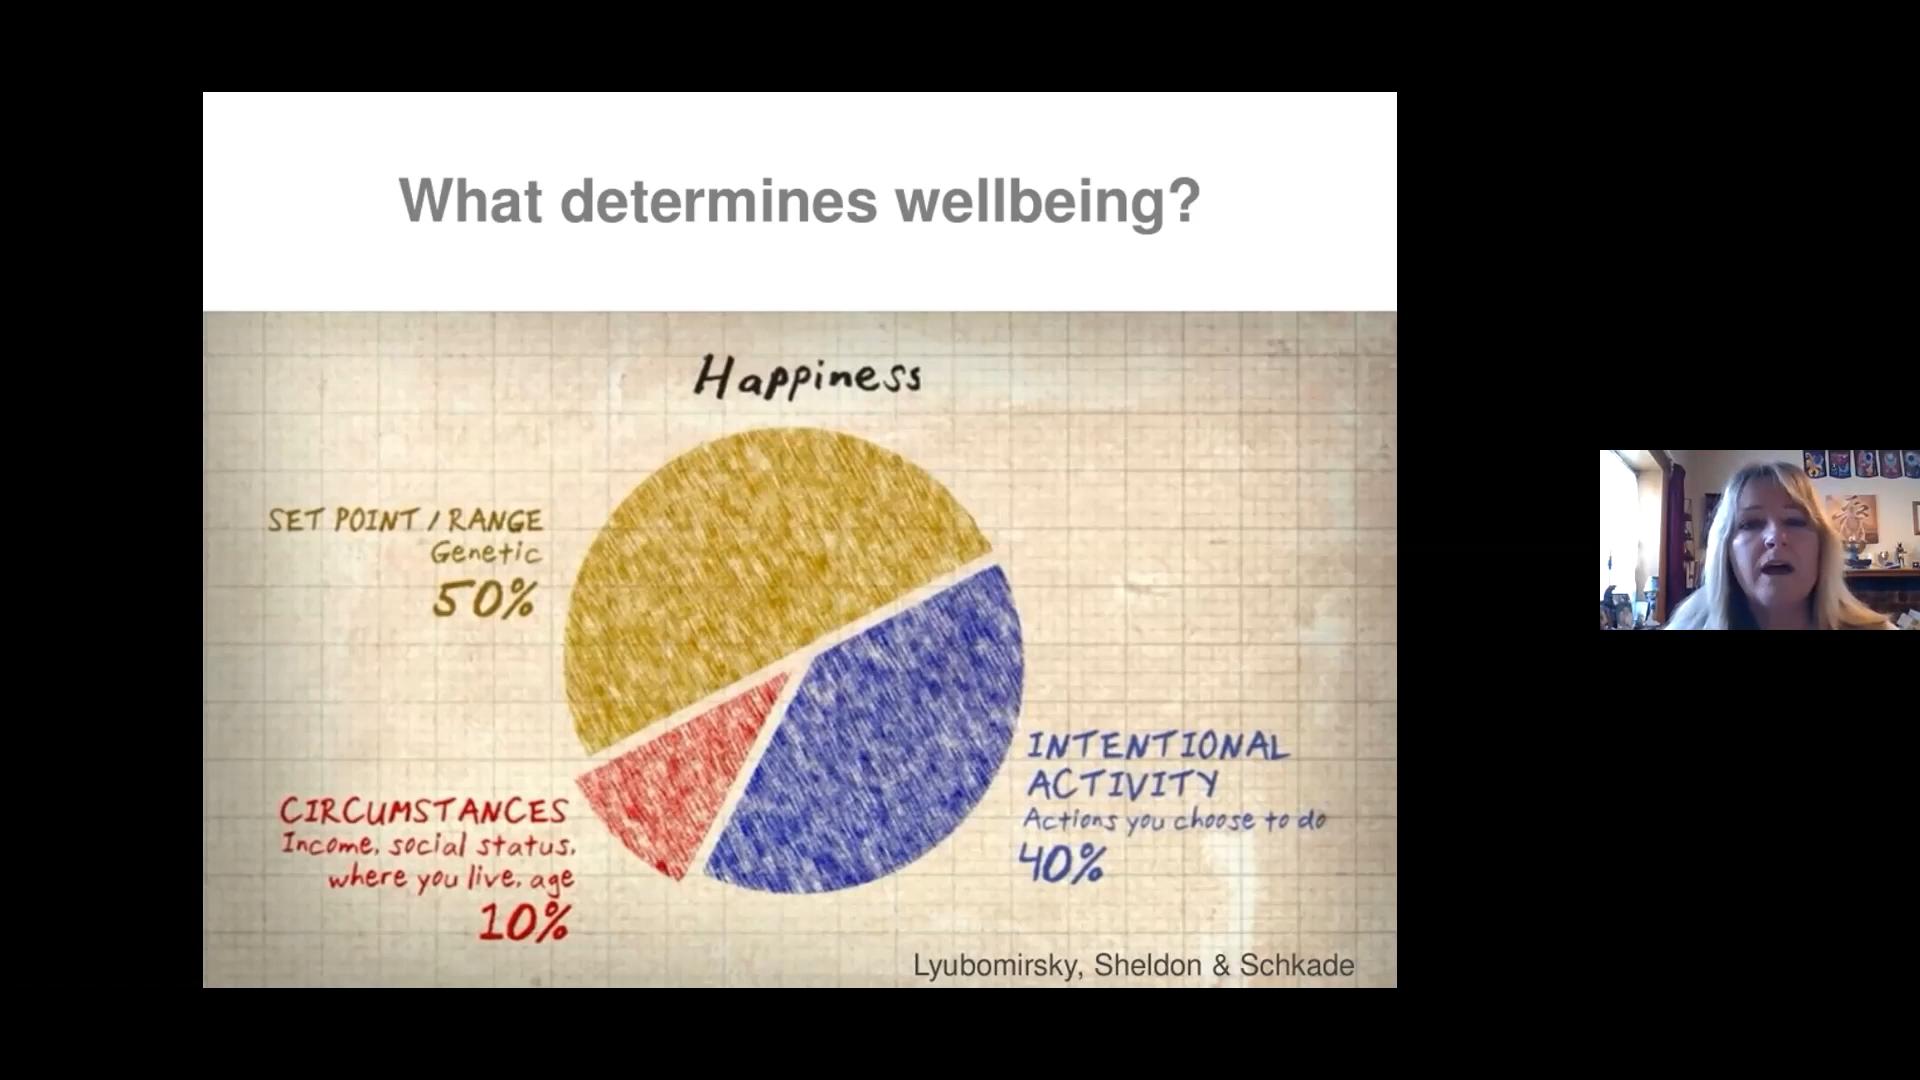 What determines wellbeing?
Happiness
SET POINT / RANGE
Genetic
50%
INTENTIONAL
ACTIVITY
Actions you choose to do
40%
CIRCUMSTANCES
Income, social status,
where you live, age
10%
Lyubomirsky, Sheldon & Schkade